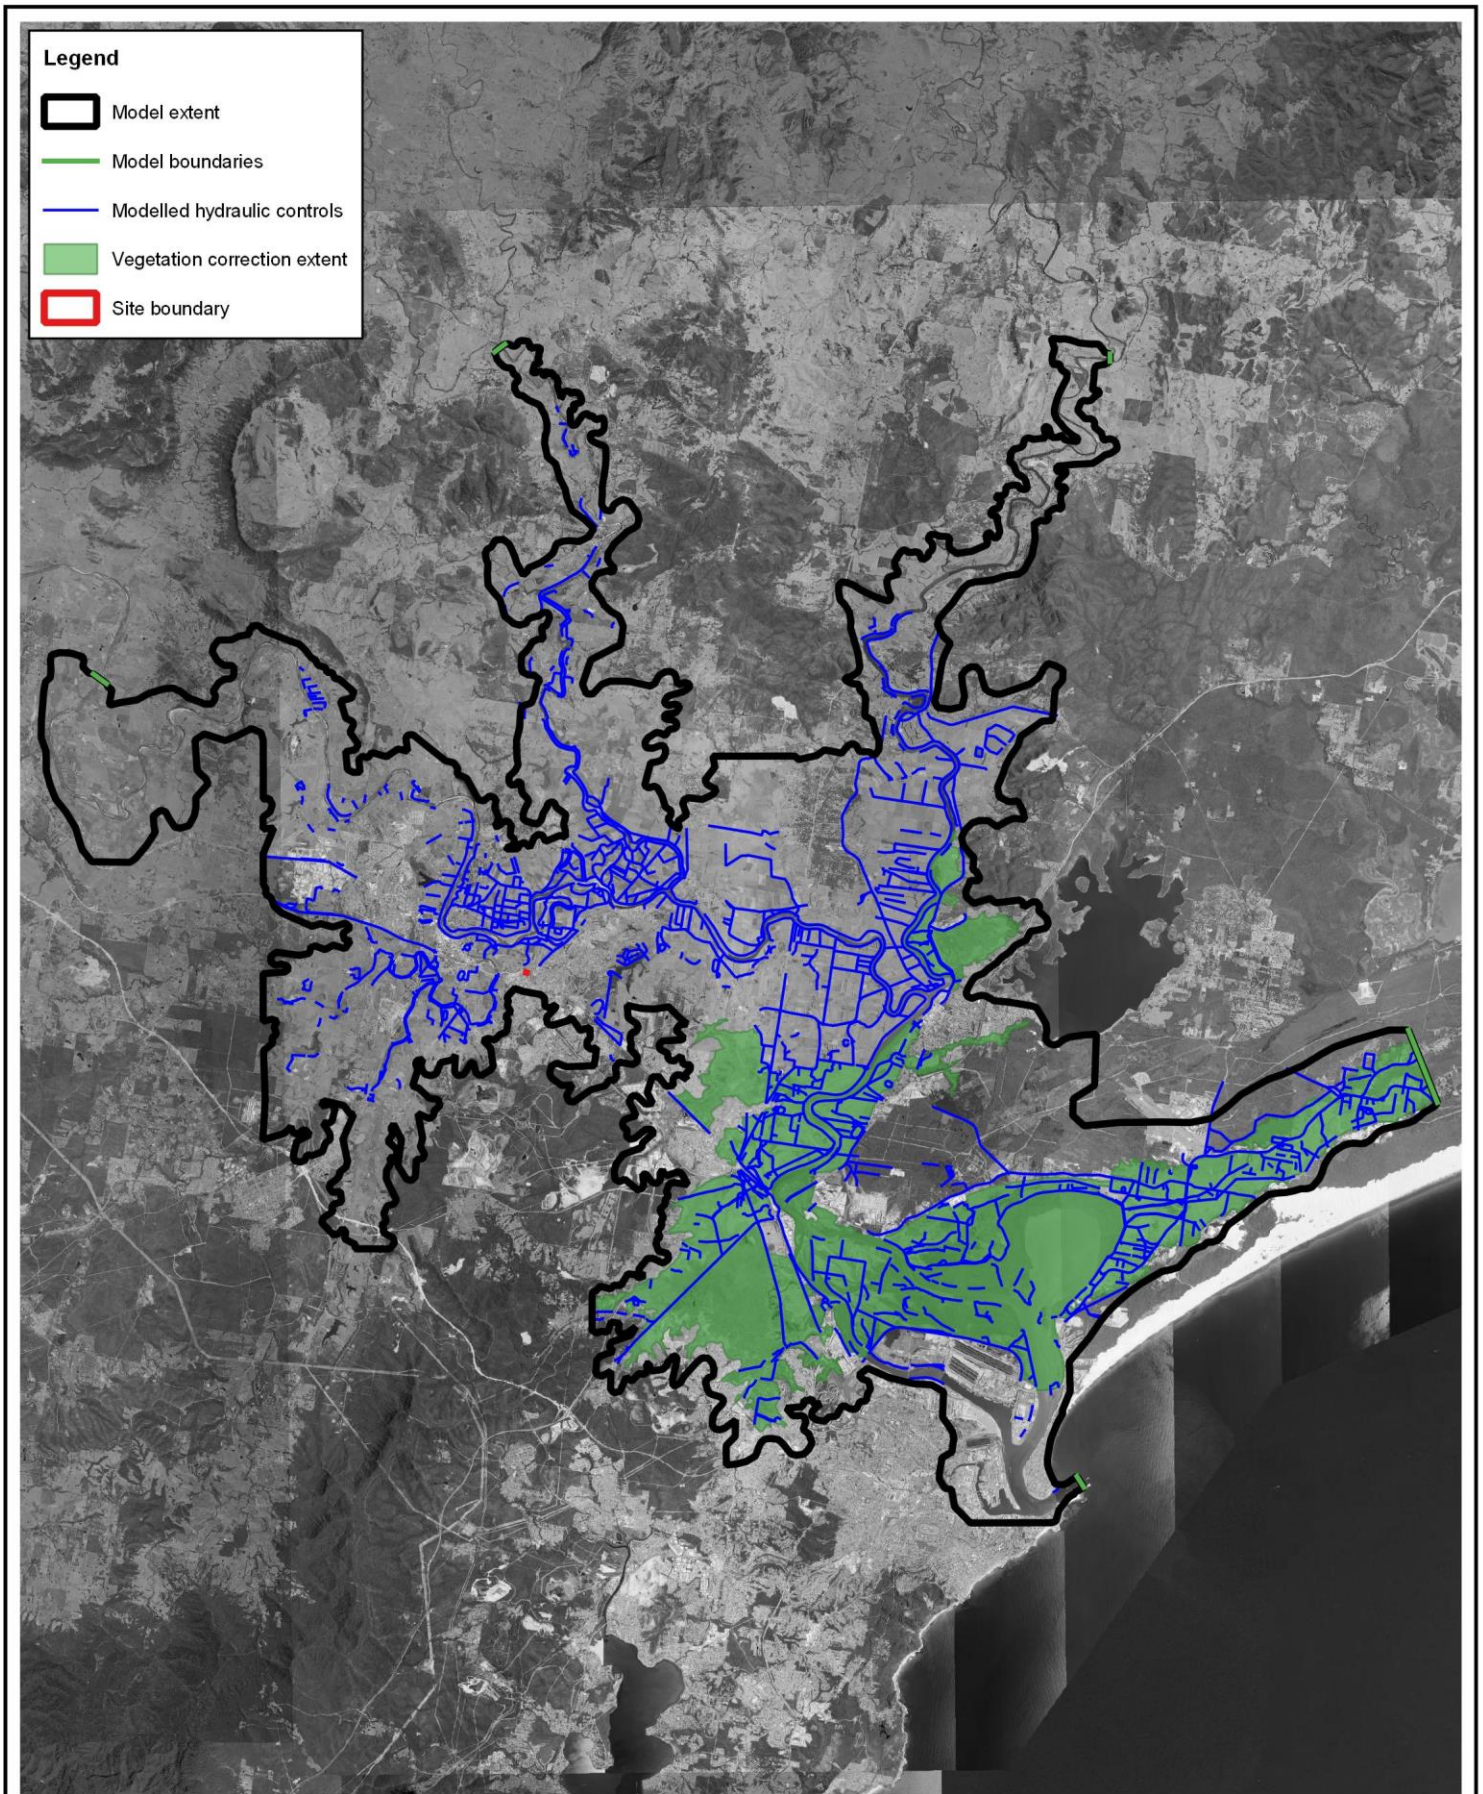 Legend
Model extent
Model boundaries
Modelled hydraulic controls
Vegetation correction extent
Site boundary